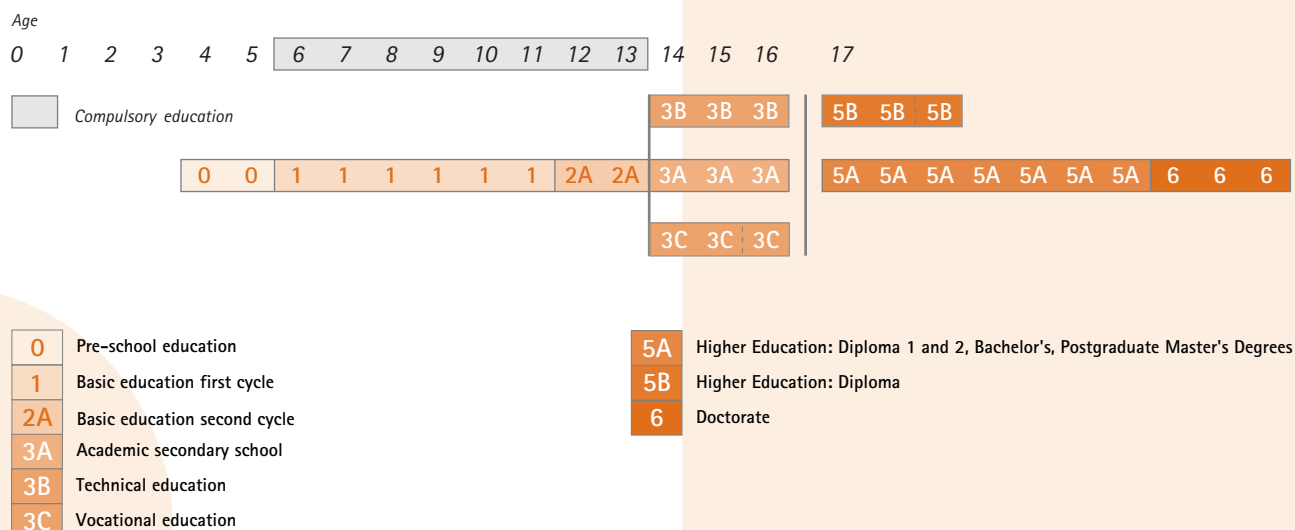 Age
0 1 2 3 4 5 6 7 8 9 10 11 12 13 14 15 16 17
3B 3B 3B 5B 5B 5B
Compulsory education
0 0 1 1 1 1 1 1 2A 2A 3A 3A 3A 5A 5A 5A 5A 5A 5A 5A 6 6 6
3C 3C 3C
0 Pre-school education
1 Basic education first cycle
2A Basic education second cycle
3A Academic secondary school
3B Technical education
3C Vocational education
5A Higher Education: Diploma 1 and 2, Bachelor's, Postgraduate Master's Degrees
5B Higher Education: Diploma
6 Doctorate